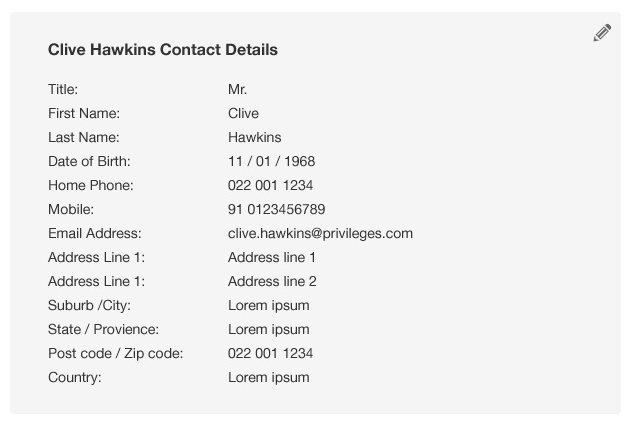 Clive Hawkins Contact Details
Title: Mr.
First Name: Clive
Last Name: Hawkins
Date of Birth: 11 / 01 / 1968
Home Phone: 022 001 1234
Mobile: 91 0123456789
Email Address: clive.hawkins@privileges.com
Address Line 1: Address line 1
Address Line 1: Address line 2
Suburb /City: Lorem ipsum
State / Provience: Lorem ipsum
Post code / Zip code: 022 001 1234
Country: Lorem ipsum